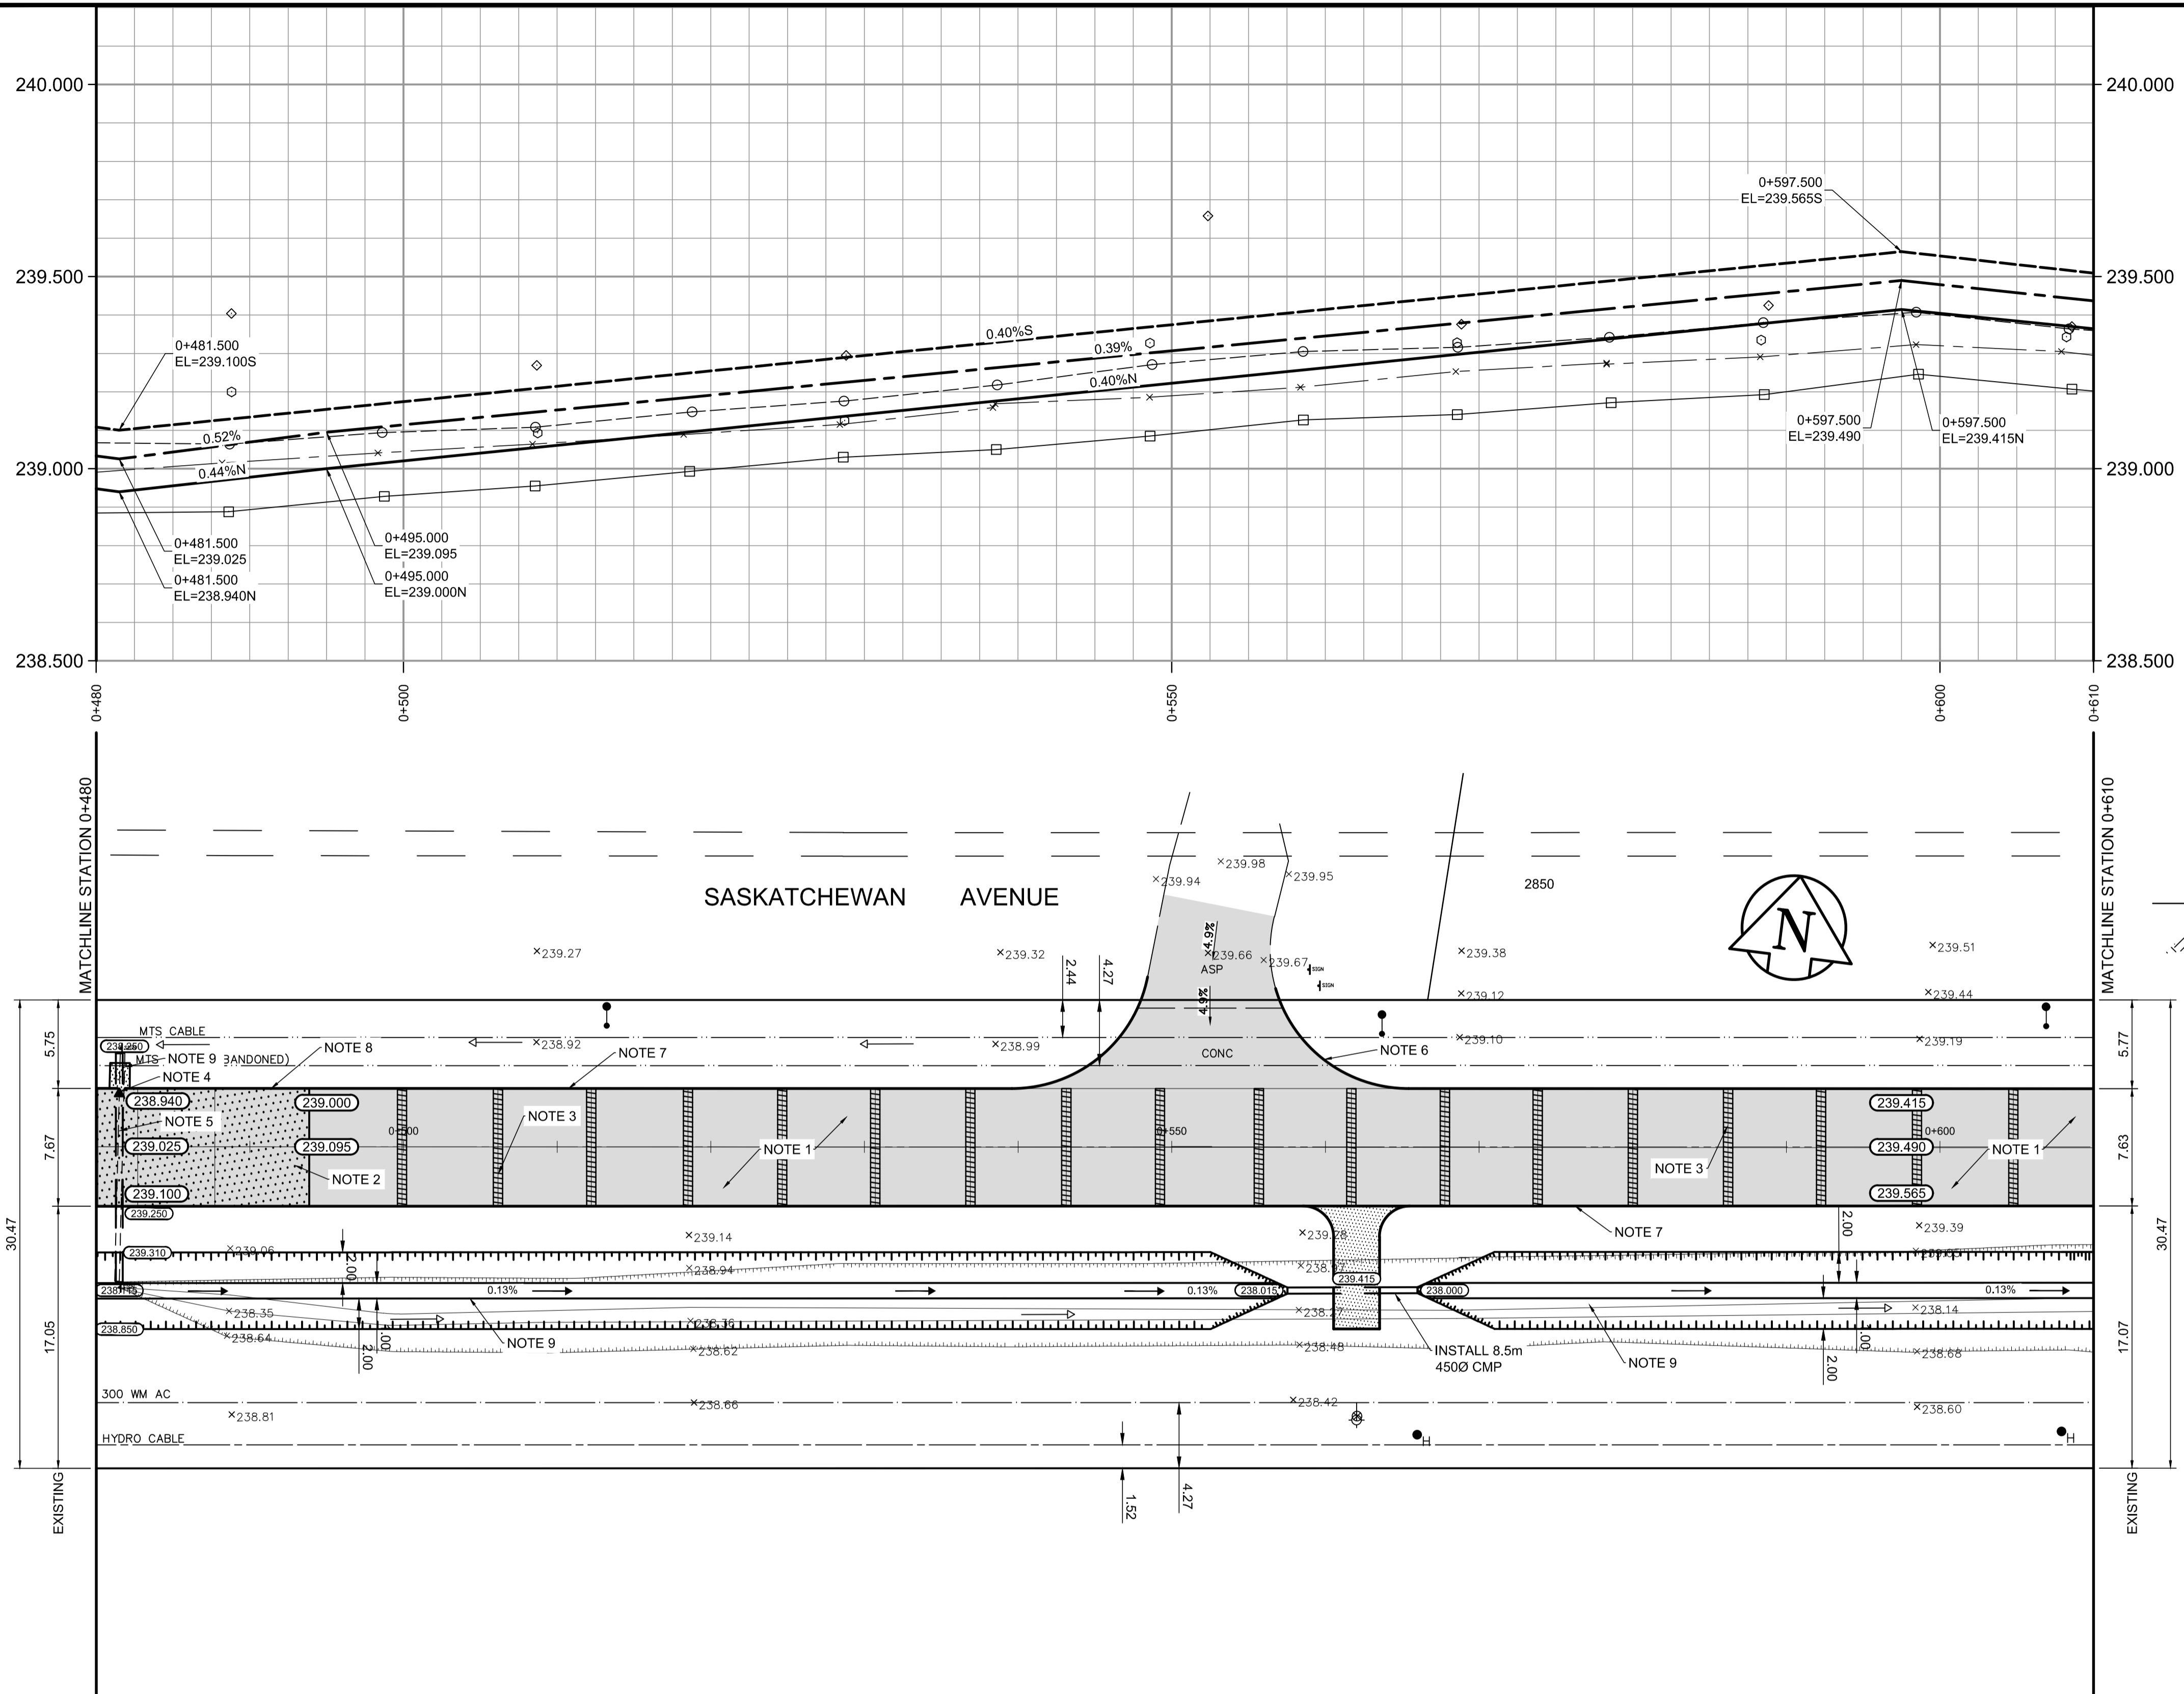 240.000
240.000
0+597.500
EL=239.565S
239.500
239.500
0+481.500
EL=239.100S
0.40%S
0.39%
0.40%N
0.52%
0.44%N
0+597.500
EL=239.490
0+597.500
EL=239.415N
239.000
239.000
0+481.500
EL=239.025
0+495.000
EL=239.095
0+481.500
EL=238.940N
0+495.000
EL=239.000N
238.500
238.500
0+480
0+500
0+550
0+600
0+610
MATCHLINE STATION 0+480
MATCHLINE STATION 0+610
SASKATCHEWAN AVENUE
239.98
239.94
239.95
2850
N
239.27
239.32
4.9%
239.66
239.67
ASP
SIGN
SIGN
239.38
239.51
239.12
239.44
2.44
4.27
4.9%
MTS CABLE
238.92
238.99
239.10
239.19
NOTE 9
NOTE 8
NOTE 7
CONC
NOTE 6
NOTE 4
238.940
239.000
NOTE 5
NOTE 3
239.415
0+500
0+550
0+600
239.025
239.095
NOTE 1
239.490
NOTE 1
NOTE 2
NOTE 3
239.100
239.565
239.250
NOTE 7
239.310
239.06
239.14
239.28
239.39
2.00
2.00
238.94
239.415
0.13%
0.13%
238.015
238.000
0.13%
238.35
238.36
238.14
238.850
238.64
238.62
238.48
238.68
2.00
NOTE 9
INSTALL 8.5m
450Ø CMP
NOTE 9
2.00
300 WM AC
238.81
238.66
238.42
238.60
HYDRO CABLE
H
H
1.52
4.27
5.75
7.67
17.05
30.47
EXISTING
5.77
7.63
17.07
30.47
EXISTING